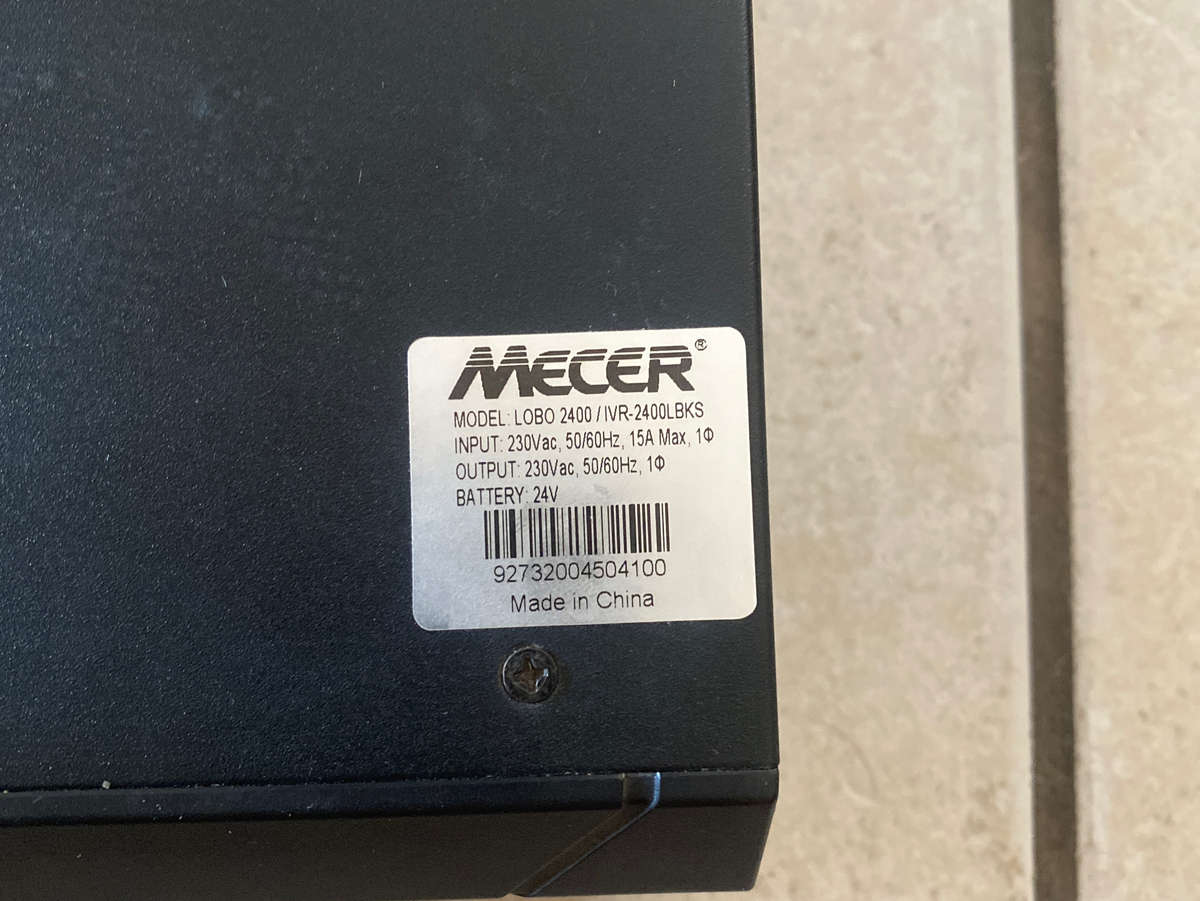 MECER®
MODEL: LOBO 2400 / IVR-2400LBKS
INPUT: 230Vac, 50/60Hz, 15A Max, 1Φ
OUTPUT: 230Vac, 50/60Hz, 1Φ
BATTERY: 24V
92732004504100
Made in China